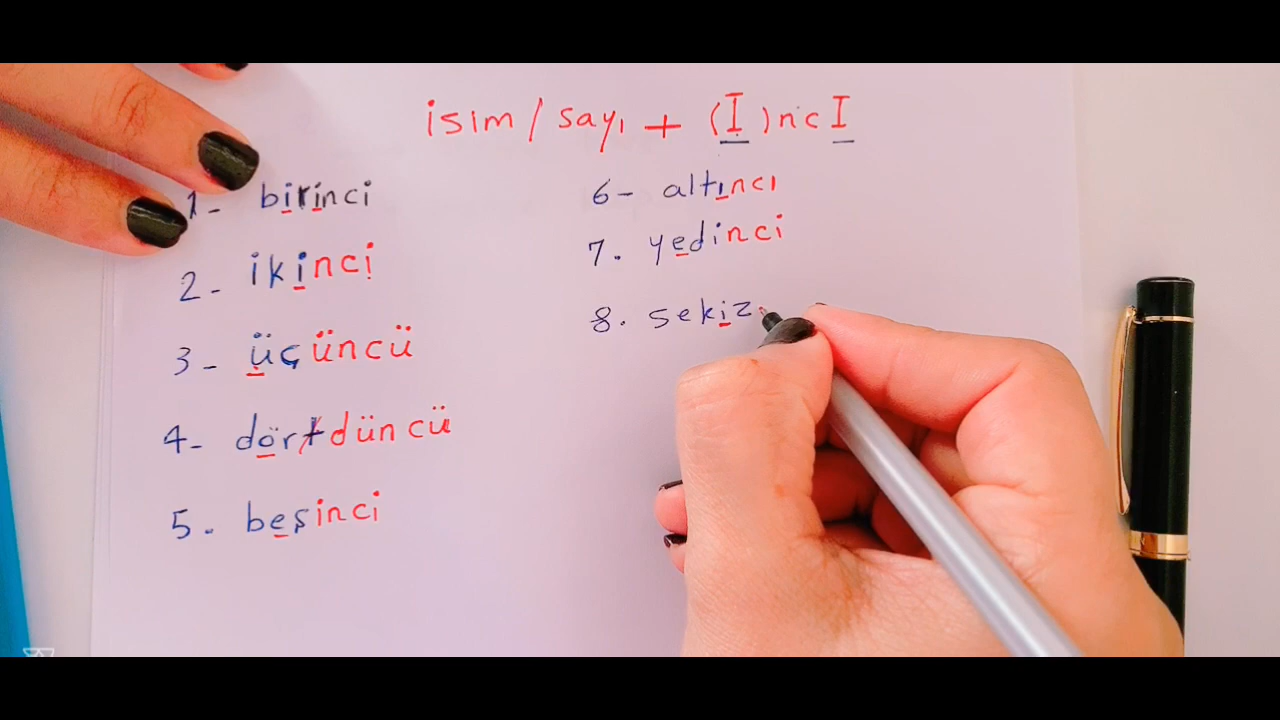 isim / sayı + (I)ncI
1- birinci
2- ikinci
3- üçüncü
4- dörtdüncü
5. beşinci
6- altıncı
7. yedinci
8. sekiz